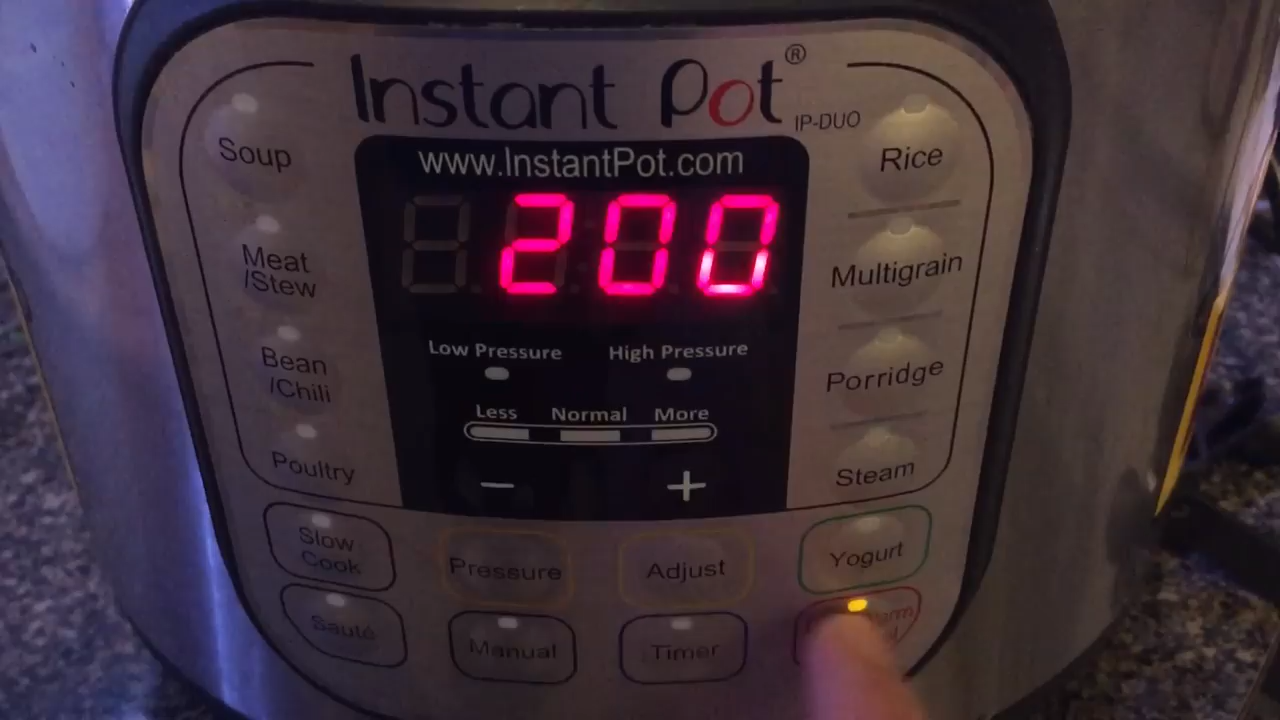 Instant Pot®
IP-DUO
www.InstantPot.com
200
Soup
Meat
/Stew
Bean
/Chili
Poultry
Rice
Multigrain
Porridge
Steam
Low Pressure High Pressure
Less Normal More
− +
Slow
Cook
Pressure
Adjust
Yogurt
Sauté
Manual
Timer